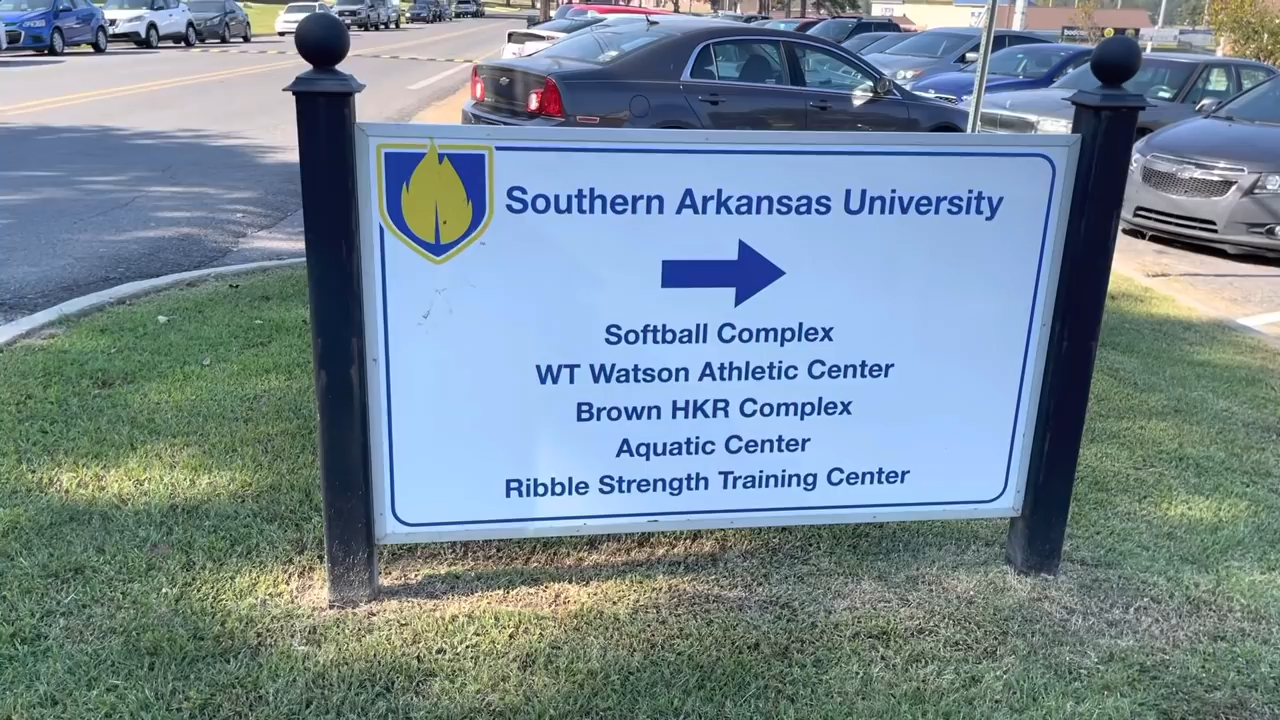 Southern Arkansas University
Softball Complex
WT Watson Athletic Center
Brown HKR Complex
Aquatic Center
Ribble Strength Training Center